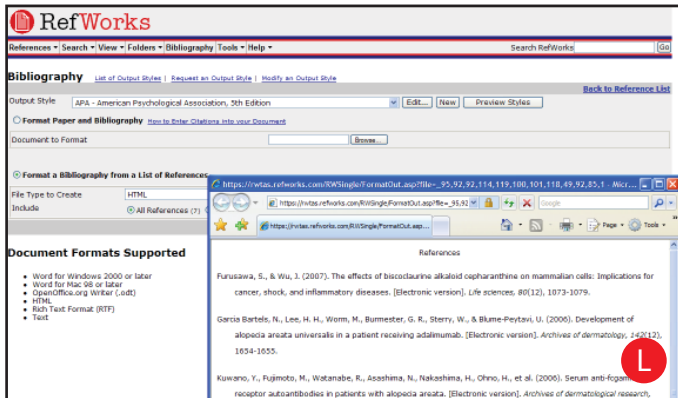 RefWorks
References Search View Folders Bibliography Tools Help Search RefWorks Go
Bibliography List of Output Styles | Request an Output Style | Modify an Output Style
Back to Reference List
Output Style APA - American Psychological Association, 5th Edition Edit... New Preview Styles
Format Paper and Bibliography How to Enter Citations into your Document
Document to Format Browse...
Format a Bibliography from a List of References
File Type to Create HTML
Include All References (7)
Document Formats Supported
Word for Windows 2000 or later
Word for Mac 98 or later
OpenOffice.org Writer (.odt)
HTML
Rich Text Format (RTF)
Text
https://rwtas.refworks.com/RWSingle/FormatOut.asp?file=_95,92,92,114,119,100,101,118,49,92,85,1 - Micr...
https://rwtas.refworks.com/RWSingle/FormatOut.asp?file=_95,92 Google
https://rwtas.refworks.com/RWSingle/FormatOut.asp... Page Tools
References
Furusawa, S., & Wu, J. (2007). The effects of biscoclaurine alkaloid cepharanthine on mammalian cells: Implications for
cancer, shock, and inflammatory diseases. [Electronic version]. Life sciences, 80(12), 1073-1079.
Garcia Bartels, N., Lee, H. H., Worm, M., Burmester, G. R., Sterry, W., & Blume-Peytavi, U. (2006). Development of
alopecia areata universalis in a patient receiving adalimumab. [Electronic version]. Archives of dermatology, 142(12),
1654-1655.
L
Kuwano, Y., Fujimoto, M., Watanabe, R., Asashima, N., Nakashima, H., Ohno, H., et al. (2006). Serum
receptor autoantibodies in patients with alopecia areata. [Electronic version]. Archives of dermatological research,